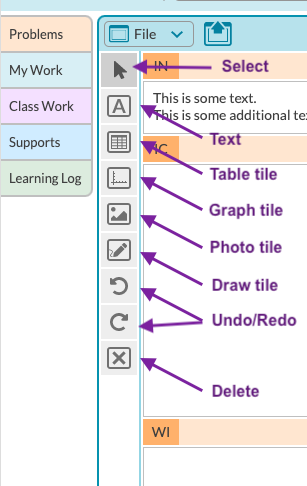 Problems
My Work
Class Work
Supports
Learning Log
File
IN
Select
This is some text.
This is some additional te
A
Text
IC
Table tile
Graph tile
Photo tile
Draw tile
Undo/Redo
Delete
WI